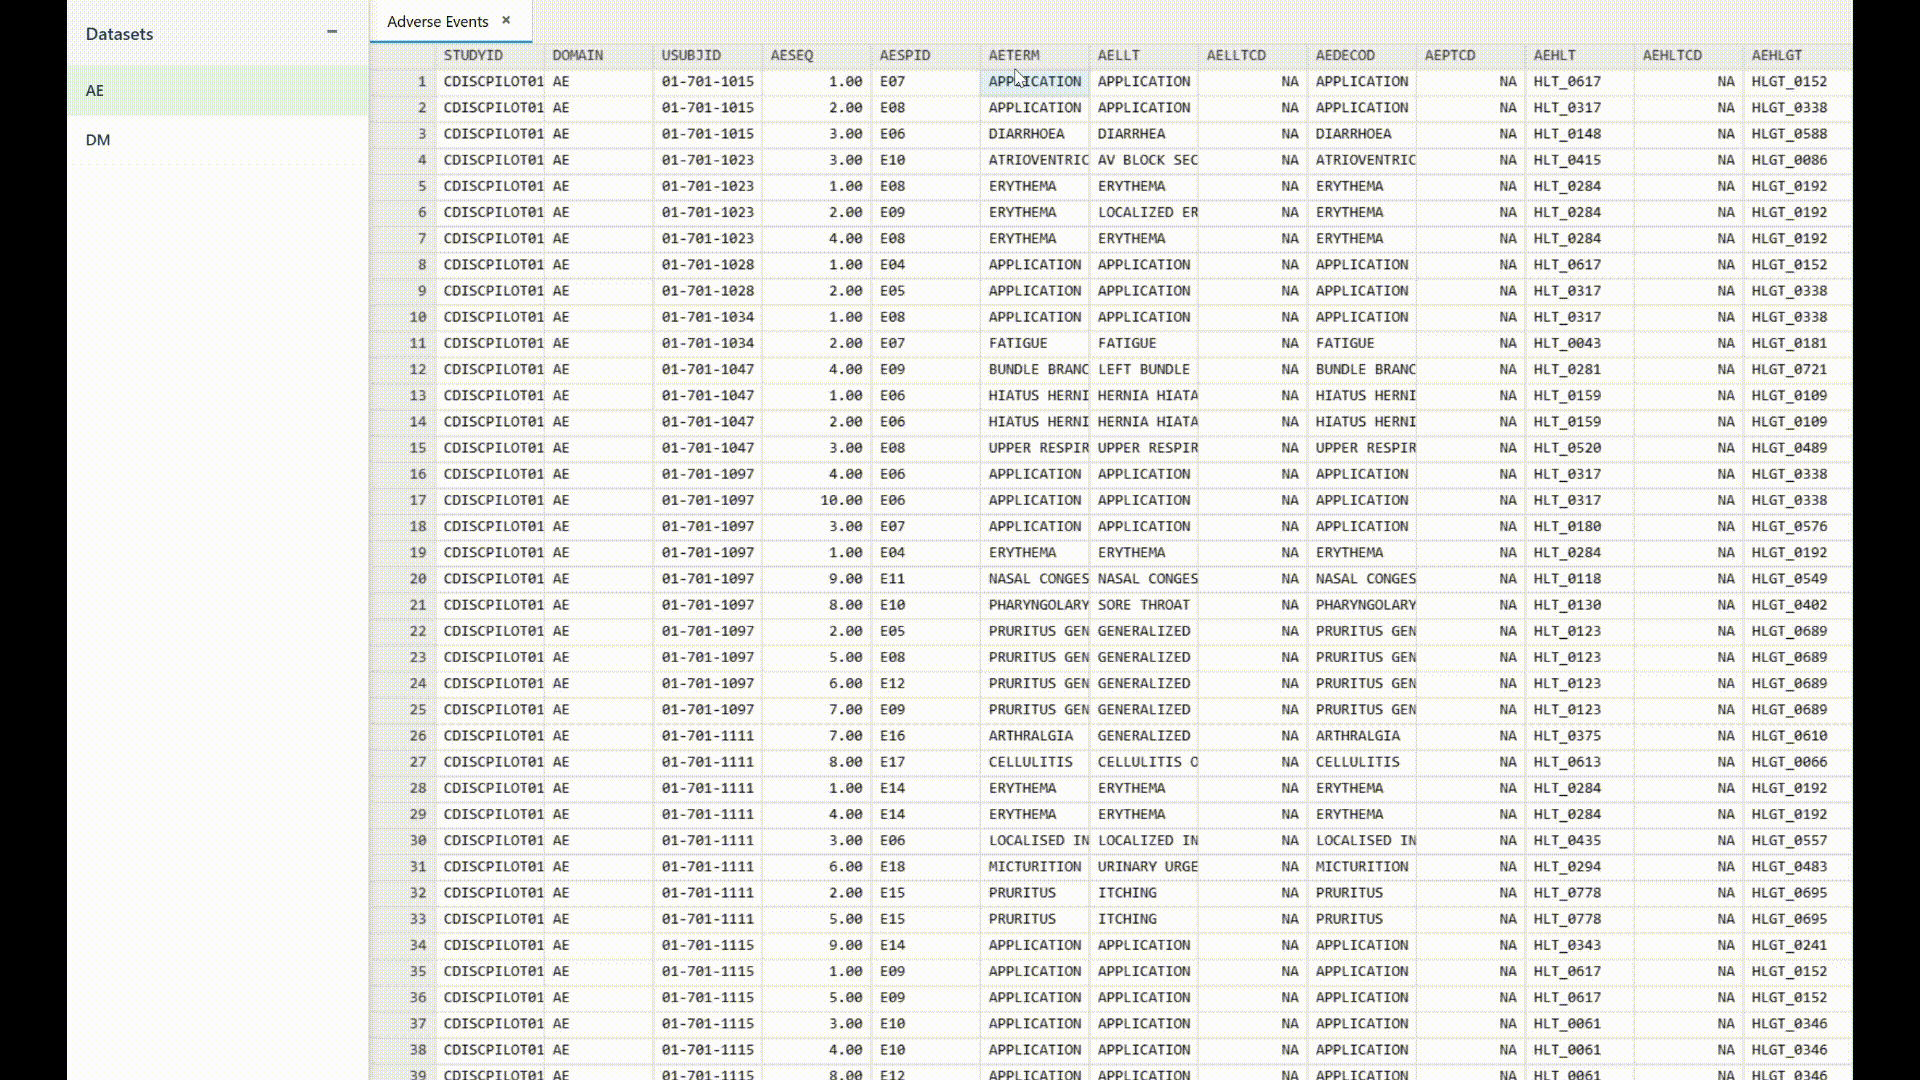 Datasets
AE
DM
Adverse Events ×
STUDYID DOMAIN USUBJID AESEQ AESPID AETERM AELLT AELLTCD AEDECOD AEPTCD AEHLT AEHLTCD AEHLGT
1 CDISCPILOT01 AE 01-701-1015 1.00 E07 APPLICATION APPLICATION NA APPLICATION NA HLT_0617 NA HLGT_0152
2 CDISCPILOT01 AE 01-701-1015 2.00 E08 APPLICATION APPLICATION NA APPLICATION NA HLT_0317 NA HLGT_0338
3 CDISCPILOT01 AE 01-701-1015 3.00 E06 DIARRHOEA DIARRHEA NA DIARRHOEA NA HLT_0148 NA HLGT_0588
4 CDISCPILOT01 AE 01-701-1023 3.00 E10 ATRIOVENTRIC AV BLOCK SEC NA ATRIOVENTRIC NA HLT_0415 NA HLGT_0086
5 CDISCPILOT01 AE 01-701-1023 1.00 E08 ERYTHEMA ERYTHEMA NA ERYTHEMA NA HLT_0284 NA HLGT_0192
6 CDISCPILOT01 AE 01-701-1023 2.00 E09 ERYTHEMA LOCALIZED ER NA ERYTHEMA NA HLT_0284 NA HLGT_0192
7 CDISCPILOT01 AE 01-701-1023 4.00 E08 ERYTHEMA ERYTHEMA NA ERYTHEMA NA HLT_0284 NA HLGT_0192
8 CDISCPILOT01 AE 01-701-1028 1.00 E04 APPLICATION APPLICATION NA APPLICATION NA HLT_0617 NA HLGT_0152
9 CDISCPILOT01 AE 01-701-1028 2.00 E05 APPLICATION APPLICATION NA APPLICATION NA HLT_0317 NA HLGT_0338
10 CDISCPILOT01 AE 01-701-1034 1.00 E08 APPLICATION APPLICATION NA APPLICATION NA HLT_0317 NA HLGT_0338
11 CDISCPILOT01 AE 01-701-1034 2.00 E07 FATIGUE FATIGUE NA FATIGUE NA HLT_0043 NA HLGT_0181
12 CDISCPILOT01 AE 01-701-1047 4.00 E09 BUNDLE BRANC LEFT BUNDLE NA BUNDLE BRANC NA HLT_0281 NA HLGT_0721
13 CDISCPILOT01 AE 01-701-1047 1.00 E06 HIATUS HERNI HERNIA HIATA NA HIATUS HERNI NA HLT_0159 NA HLGT_0109
14 CDISCPILOT01 AE 01-701-1047 2.00 E06 HIATUS HERNI HERNIA HIATA NA HIATUS HERNI NA HLT_0159 NA HLGT_0109
15 CDISCPILOT01 AE 01-701-1047 3.00 E08 UPPER RESPIR UPPER RESPIR NA UPPER RESPIR NA HLT_0520 NA HLGT_0489
16 CDISCPILOT01 AE 01-701-1097 4.00 E06 APPLICATION APPLICATION NA APPLICATION NA HLT_0317 NA HLGT_0338
17 CDISCPILOT01 AE 01-701-1097 10.00 E06 APPLICATION APPLICATION NA APPLICATION NA HLT_0317 NA HLGT_0338
18 CDISCPILOT01 AE 01-701-1097 3.00 E07 APPLICATION APPLICATION NA APPLICATION NA HLT_0180 NA HLGT_0576
19 CDISCPILOT01 AE 01-701-1097 1.00 E04 ERYTHEMA ERYTHEMA NA ERYTHEMA NA HLT_0284 NA HLGT_0192
20 CDISCPILOT01 AE 01-701-1097 9.00 E11 NASAL CONGES NASAL CONGES NA NASAL CONGES NA HLT_0118 NA HLGT_0549
21 CDISCPILOT01 AE 01-701-1097 8.00 E10 PHARYNGOLARY SORE THROAT NA PHARYNGOLARY NA HLT_0130 NA HLGT_0402
22 CDISCPILOT01 AE 01-701-1097 2.00 E05 PRURITUS GEN GENERALIZED NA PRURITUS GEN NA HLT_0123 NA HLGT_0689
23 CDISCPILOT01 AE 01-701-1097 5.00 E08 PRURITUS GEN GENERALIZED NA PRURITUS GEN NA HLT_0123 NA HLGT_0689
24 CDISCPILOT01 AE 01-701-1097 6.00 E12 PRURITUS GEN GENERALIZED NA PRURITUS GEN NA HLT_0123 NA HLGT_0689
25 CDISCPILOT01 AE 01-701-1097 7.00 E09 PRURITUS GEN GENERALIZED NA PRURITUS GEN NA HLT_0123 NA HLGT_0689
26 CDISCPILOT01 AE 01-701-1111 7.00 E16 ARTHRALGIA GENERALIZED NA ARTHRALGIA NA HLT_0375 NA HLGT_0610
27 CDISCPILOT01 AE 01-701-1111 8.00 E17 CELLULITIS CELLULITIS O NA CELLULITIS NA HLT_0613 NA HLGT_0066
28 CDISCPILOT01 AE 01-701-1111 1.00 E14 ERYTHEMA ERYTHEMA NA ERYTHEMA NA HLT_0284 NA HLGT_0192
29 CDISCPILOT01 AE 01-701-1111 4.00 E14 ERYTHEMA ERYTHEMA NA ERYTHEMA NA HLT_0284 NA HLGT_0192
30 CDISCPILOT01 AE 01-701-1111 3.00 E06 LOCALISED IN LOCALIZED IN NA LOCALISED IN NA HLT_0435 NA HLGT_0557
31 CDISCPILOT01 AE 01-701-1111 6.00 E18 MICTURITION URINARY URGE NA MICTURITION NA HLT_0294 NA HLGT_0483
32 CDISCPILOT01 AE 01-701-1111 2.00 E15 PRURITUS ITCHING NA PRURITUS NA HLT_0778 NA HLGT_0695
33 CDISCPILOT01 AE 01-701-1111 5.00 E15 PRURITUS ITCHING NA PRURITUS NA HLT_0778 NA HLGT_0695
34 CDISCPILOT01 AE 01-701-1115 9.00 E14 APPLICATION APPLICATION NA APPLICATION NA HLT_0343 NA HLGT_0241
35 CDISCPILOT01 AE 01-701-1115 1.00 E09 APPLICATION APPLICATION NA APPLICATION NA HLT_0617 NA HLGT_0152
36 CDISCPILOT01 AE 01-701-1115 5.00 E09 APPLICATION APPLICATION NA APPLICATION NA HLT_0617 NA HLGT_0152
37 CDISCPILOT01 AE 01-701-1115 3.00 E10 APPLICATION APPLICATION NA APPLICATION NA HLT_0061 NA HLGT_0346
38 CDISCPILOT01 AE 01-701-1115 4.00 E10 APPLICATION APPLICATION NA APPLICATION NA HLT_0061 NA HLGT_0346
39 CDISCPILOT01 AE 01-701-1115 8.00 E12 APPLICATION APPLICATION NA APPLICATION NA HLT_0061 NA HLGT_0346